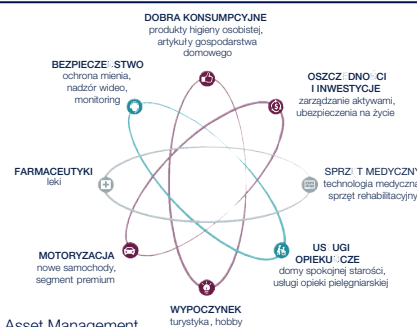 DOBRA KONSUMPCYJNE
produkty higieny osobistej,
artykuły gospodarstwa
domowego
BEZPIECZE STWO
ochrona mienia,
nadzór wideo,
monitoring
OSZCZ DNO CI
I INWESTYCJE
zarządzanie aktywami,
ubezpieczenia na życie
FARMACEUTYKI
leki
SPRZ T MEDYCZNY
technologia medyczna
sprzęt rehabilitacyjny
MOTORYZACJA
nowe samochody,
segment premium
US UGI
OPIEKU CZE
domy spokojnej starości,
usługi opieki pielęgniarskiej
WYPOCZYNEK
turystyka, hobby
Asset Management